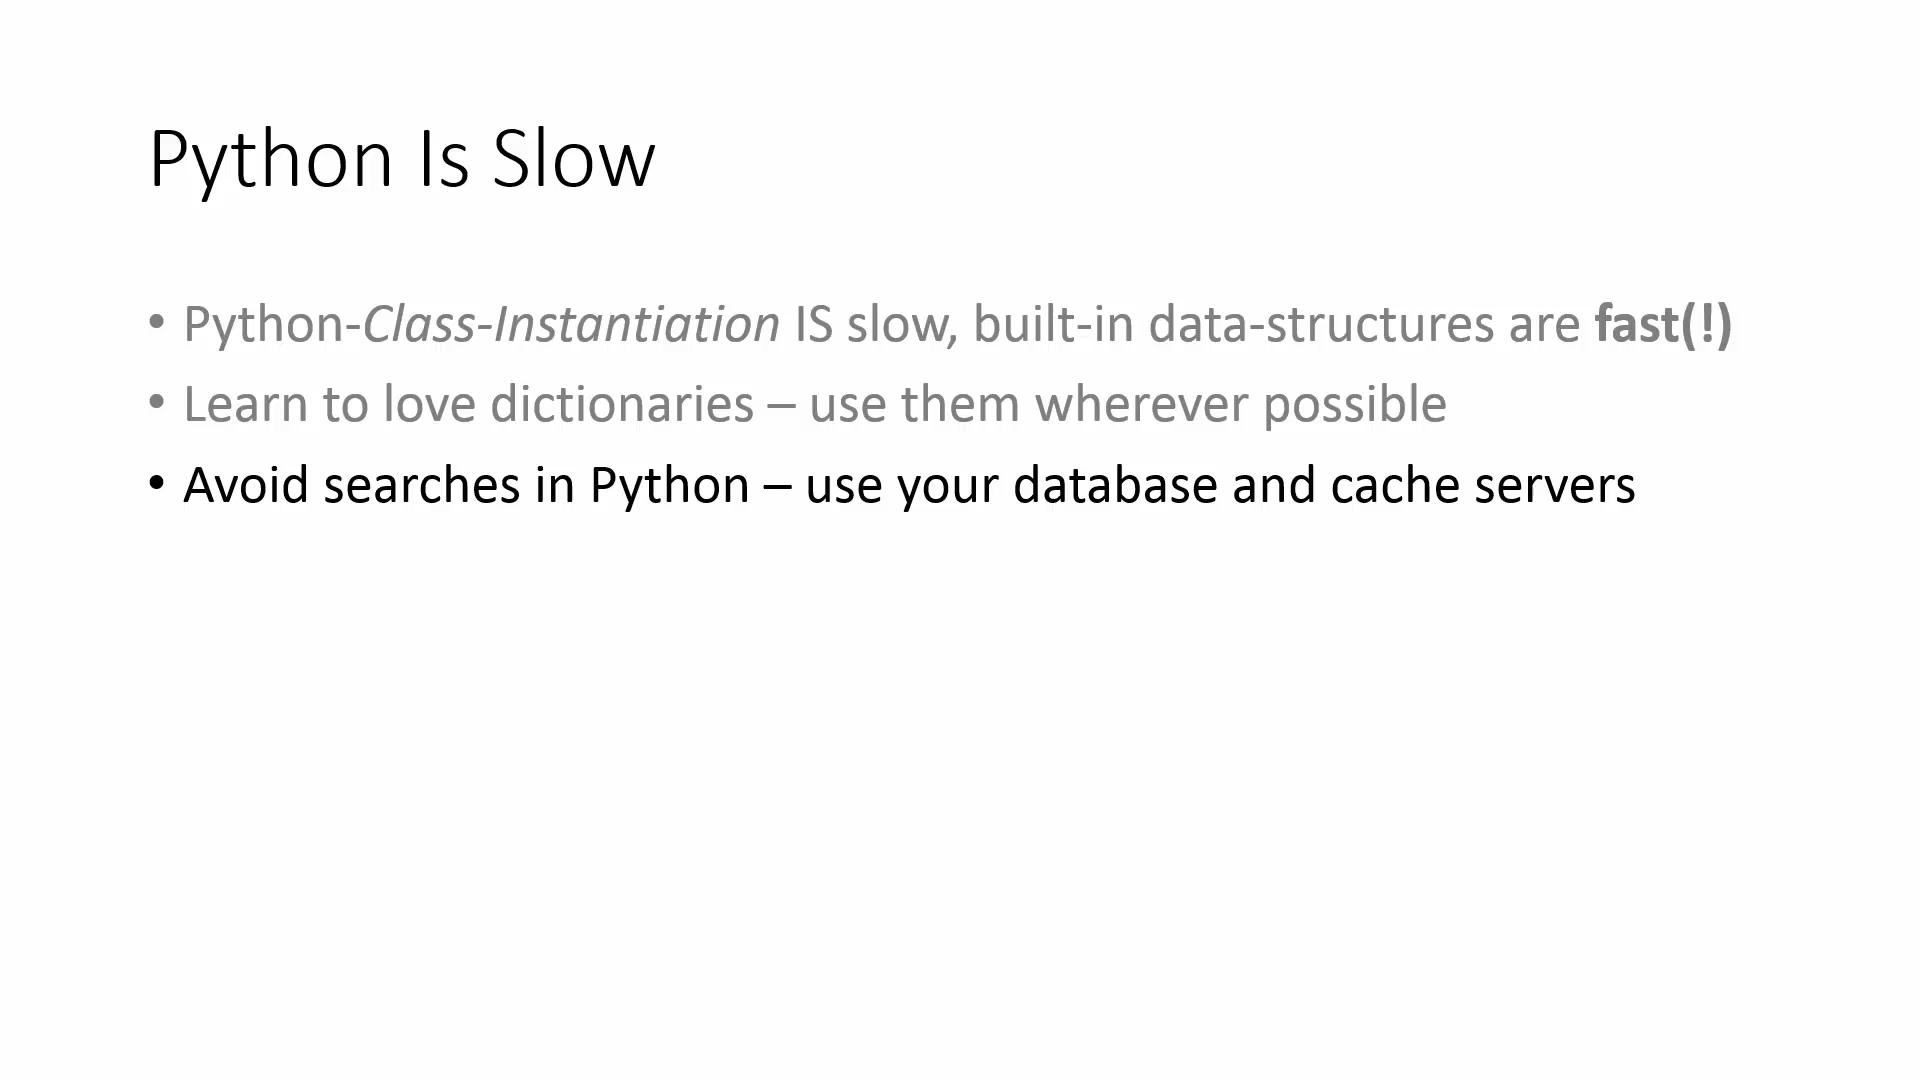 Python Is Slow
• Python-Class-Instantiation IS slow, built-in data-structures are fast(!)
• Learn to love dictionaries – use them wherever possible
• Avoid searches in Python – use your database and cache servers